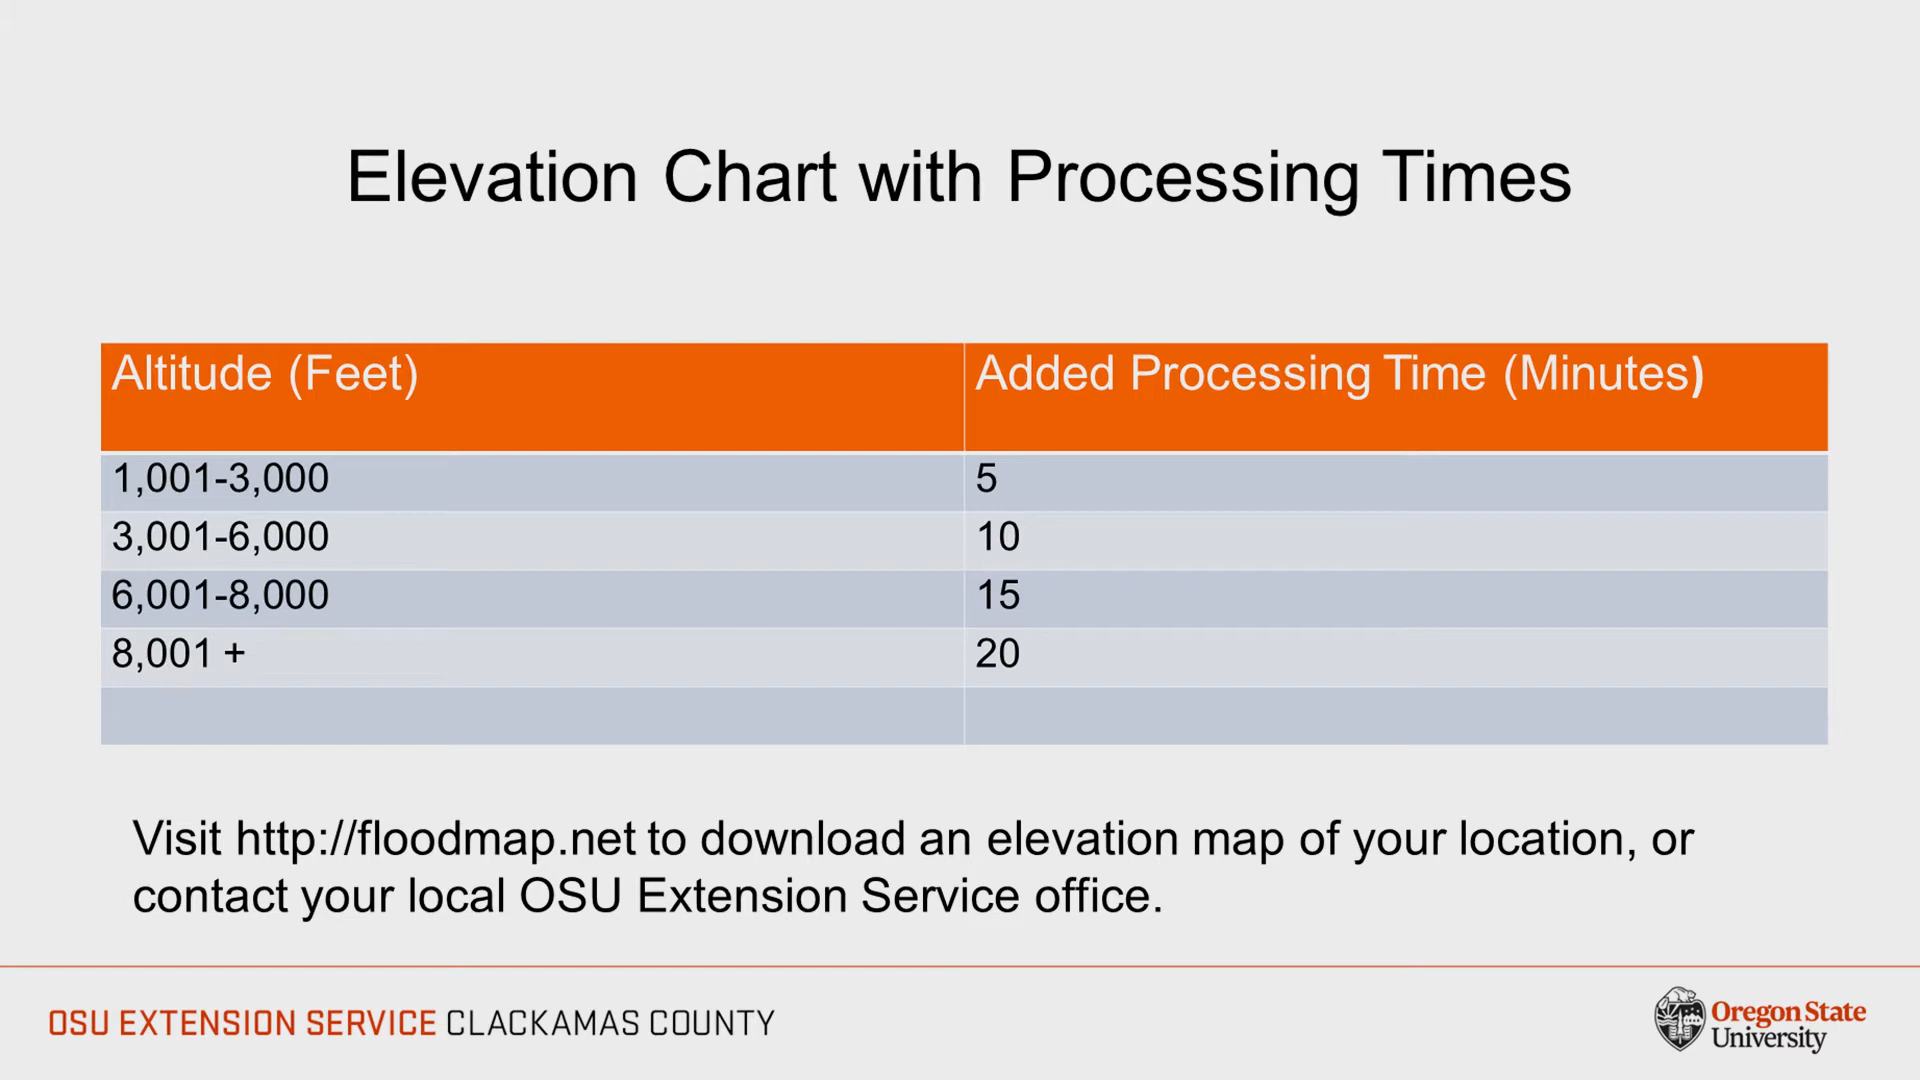 Elevation Chart with Processing Times
Altitude (Feet) Added Processing Time (Minutes)
1,001-3,000 5
3,001-6,000 10
6,001-8,000 15
8,001 + 20
Visit http://floodmap.net to download an elevation map of your location, or
contact your local OSU Extension Service office.
OSU EXTENSION SERVICE CLACKAMAS COUNTY
Oregon State
University